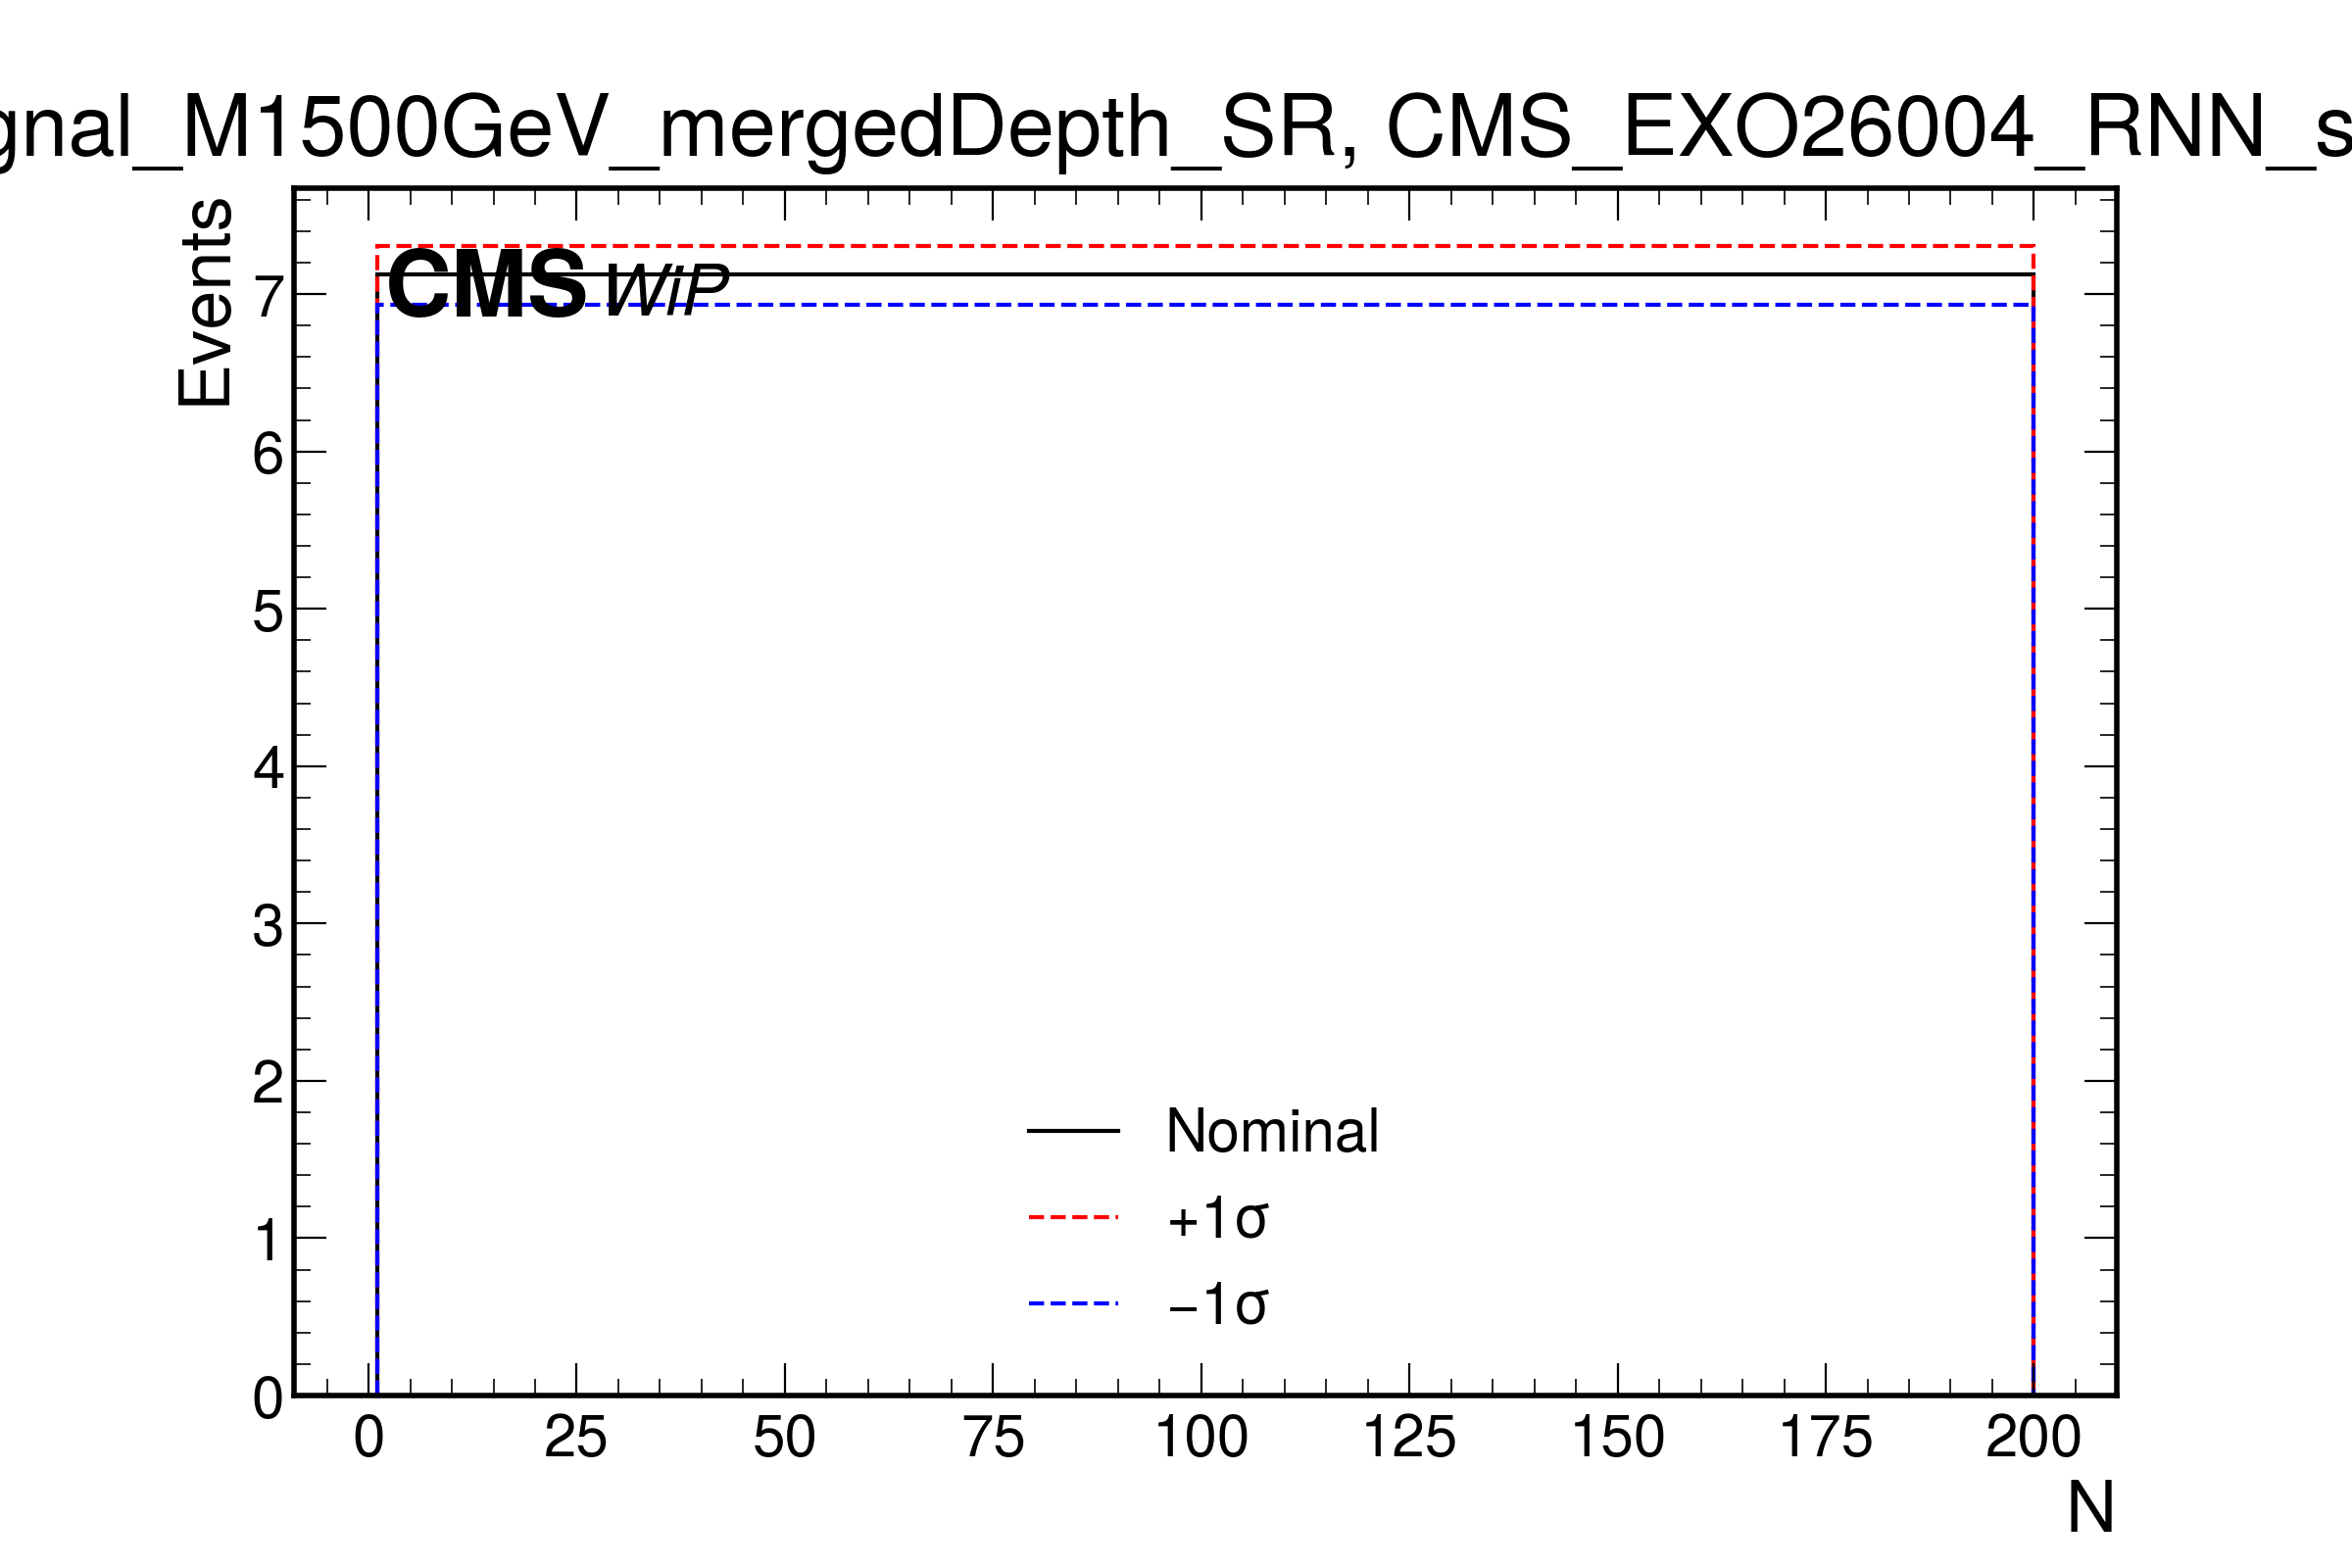 gnal_M1500GeV_mergedDepth_SR, CMS_EXO26004_RNN_s
Events
CMS WiP
7
6
5
4
3
2
1
0
Nominal
+1σ
−1σ
0 25 50 75 100 125 150 175 200
N